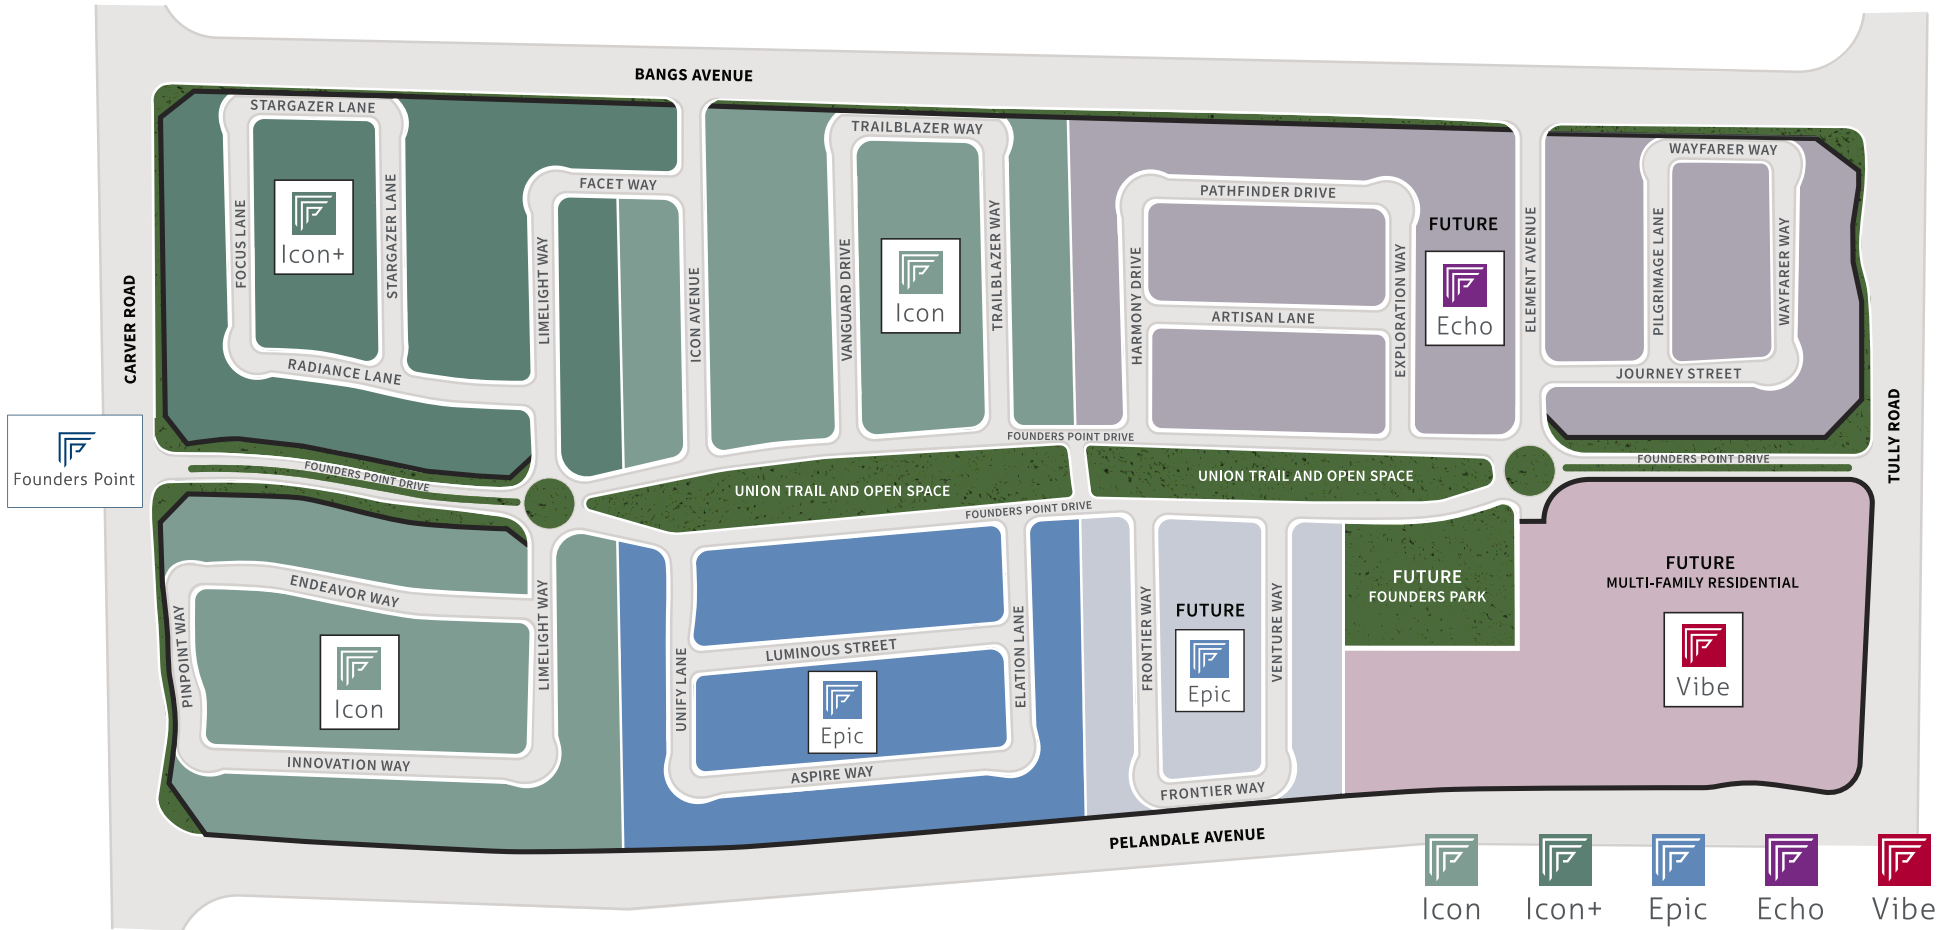 BANGS AVENUE
STARGAZER LANE
FOCUS LANE
Icon+
STARGAZER LANE
RADIANCE LANE
CARVER ROAD
FACET WAY
LIMELIGHT WAY
ICON AVENUE
TRAILBLAZER WAY
VANGUARD DRIVE
Icon
TRAILBLAZER WAY
PATHFINDER DRIVE
HARMONY DRIVE
ARTISAN LANE
EXPLORATION WAY
FUTURE
Echo
ELEMENT AVENUE
WAYFARER WAY
PILGRIMAGE LANE
WAYFARER WAY
JOURNEY STREET
TULLY ROAD
Founders Point
FOUNDERS POINT DRIVE
FOUNDERS POINT DRIVE
FOUNDERS POINT DRIVE
UNION TRAIL AND OPEN SPACE
UNION TRAIL AND OPEN SPACE
FOUNDERS POINT DRIVE
ENDEAVOR WAY
PINPOINT WAY
Icon
LIMELIGHT WAY
INNOVATION WAY
UNIFY LANE
LUMINOUS STREET
Epic
ELATION LANE
ASPIRE WAY
FRONTIER WAY
FUTURE
Epic
VENTURE WAY
FRONTIER WAY
FUTURE
FOUNDERS PARK
FUTURE
MULTI-FAMILY RESIDENTIAL
Vibe
PELANDALE AVENUE
Icon
Icon+
Epic
Echo
Vibe